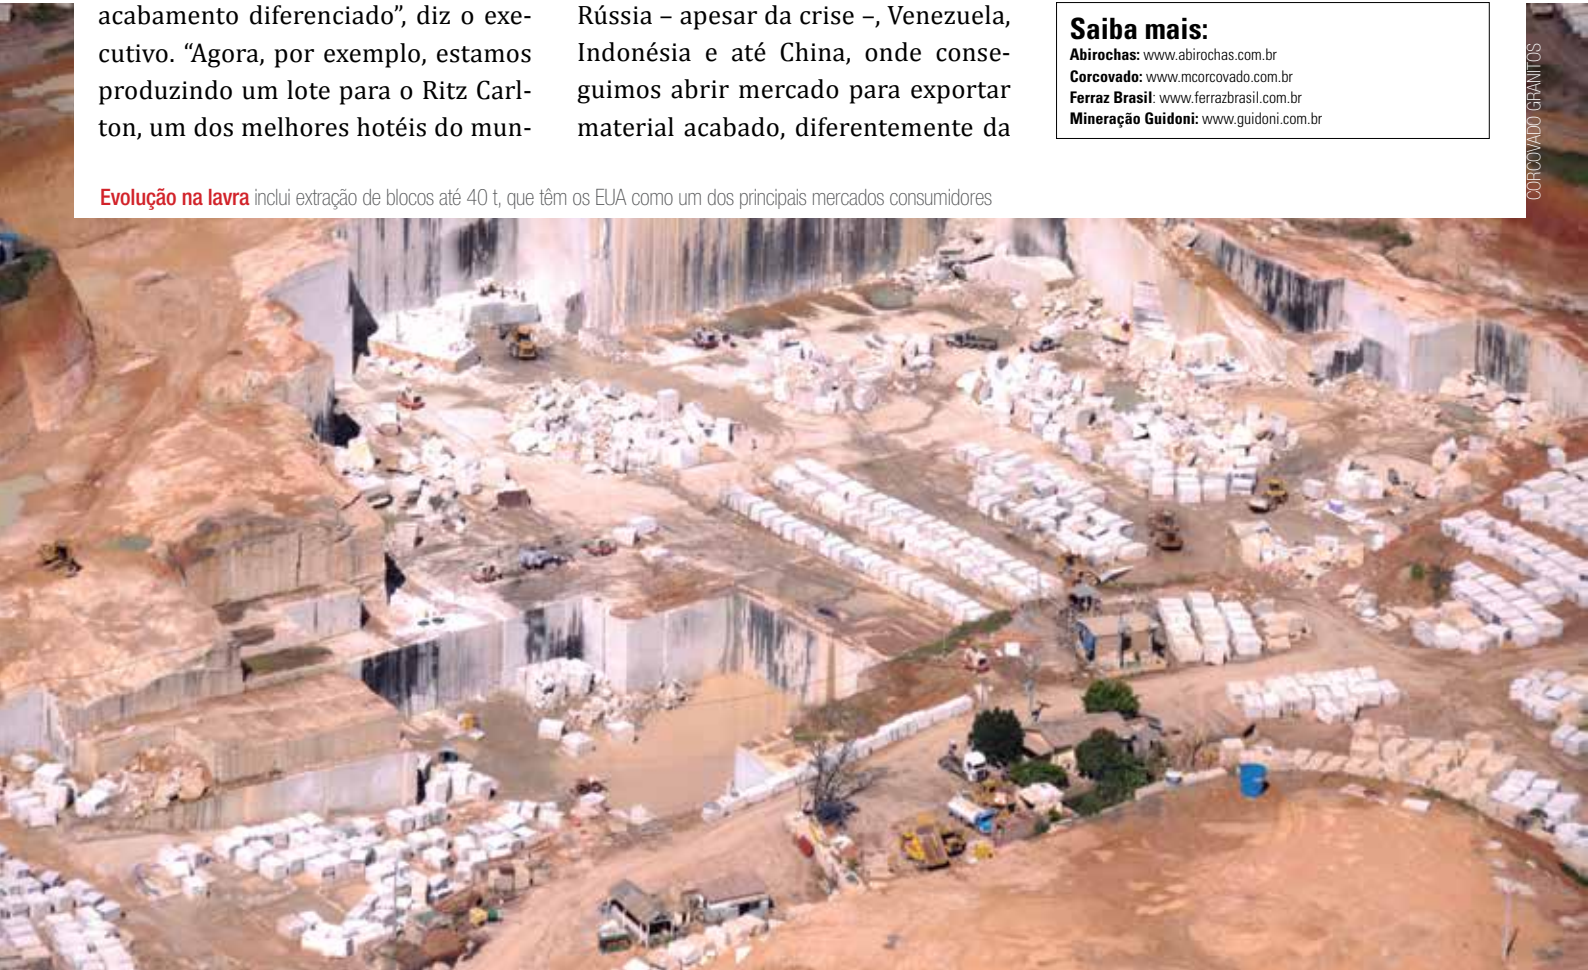 acabamento diferenciado”, diz o exe-
cutivo. “Agora, por exemplo, estamos
produzindo um lote para o Ritz Carl-
ton, um dos melhores hotéis do mun-
Rússia – apesar da crise –, Venezuela,
Indonésia e até China, onde conse-
guimos abrir mercado para exportar
material acabado, diferentemente da
Saiba mais:
Abirochas: www.abirochas.com.br
Corcovado: www.mcorcovado.com.br
Ferraz Brasil: www.ferrazbrasil.com.br
Mineração Guidoni: www.guidoni.com.br
CORCOVADO GRANITOS
Evolução na lavra inclui extração de blocos até 40 t, que têm os EUA como um dos principais mercados consumidores